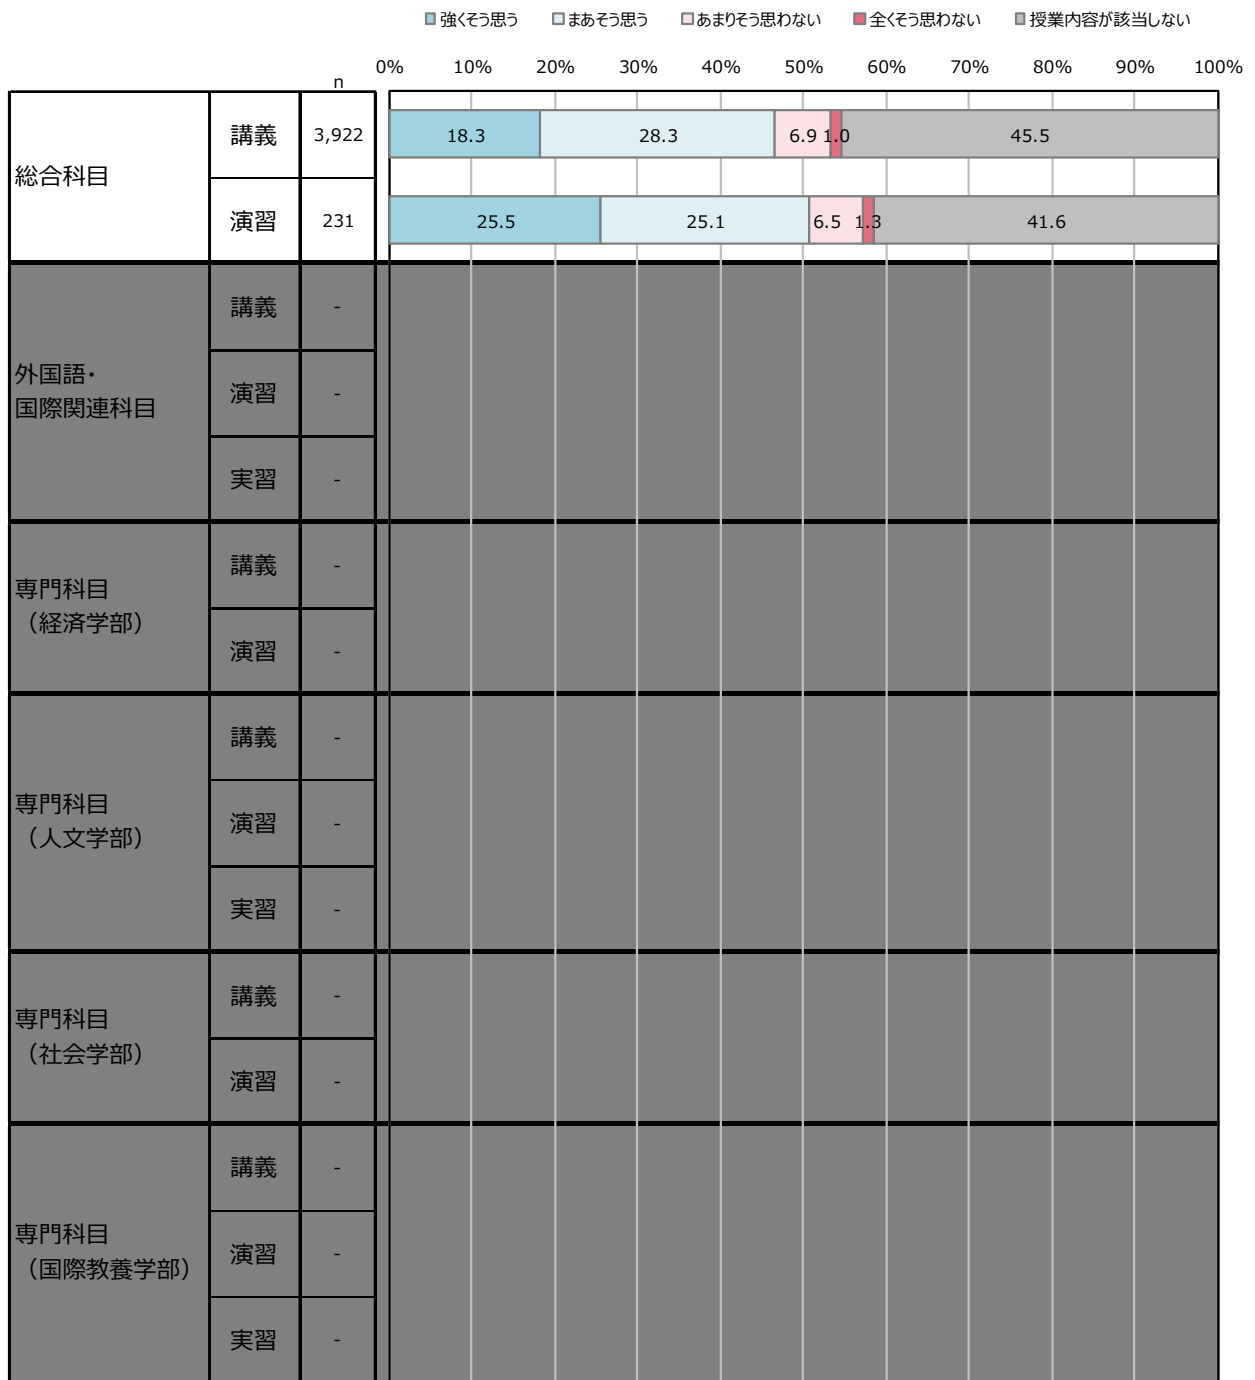 強くそう思う まあそう思う あまりそう思わない 全くそう思わない 授業内容が該当しない
n 0% 10% 20% 30% 40% 50% 60% 70% 80% 90% 100%
総合科目
講義 3,922 18.3 28.3 6.9 1.0 45.5
演習 231 25.5 25.1 6.5 1.3 41.6
外国語・
国際関連科目
講義 -
演習 -
実習 -
専門科目
（経済学部）
講義 -
演習 -
専門科目
（人文学部）
講義 -
演習 -
実習 -
専門科目
（社会学部）
講義 -
演習 -
専門科目
（国際教養学部）
講義 -
演習 -
実習 -